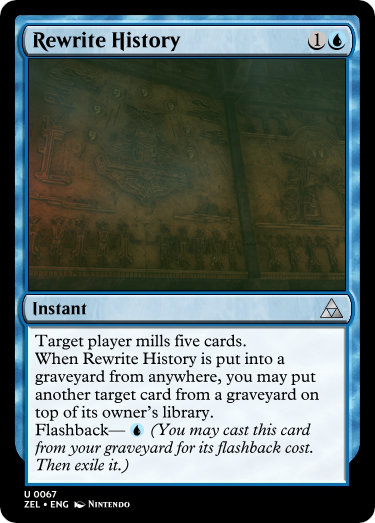 Rewrite History 1
Instant
Target player mills five cards.
When Rewrite History is put into a
graveyard from anywhere, you may put
another target card from a graveyard on
top of its owner's library.
Flashback— (You may cast this card
from your graveyard for its flashback cost.
Then exile it.)
U 0067
ZEL • ENG Nintendo